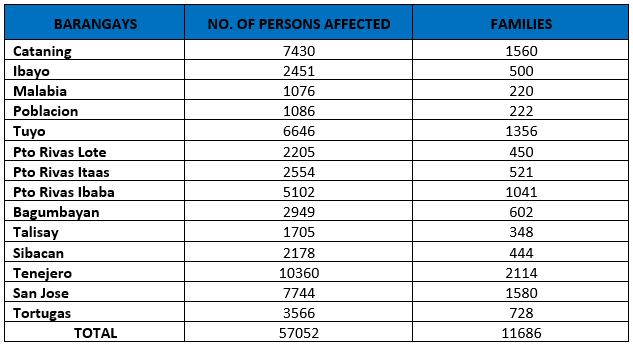 BARANGAYS NO. OF PERSONS AFFECTED FAMILIES
Cataning 7430 1560
Ibayo 2451 500
Malabia 1076 220
Poblacion 1086 222
Tuyo 6646 1356
Pto Rivas Lote 2205 450
Pto Rivas Itaas 2554 521
Pto Rivas Ibaba 5102 1041
Bagumbayan 2949 602
Talisay 1705 348
Sibacan 2178 444
Tenejero 10360 2114
San Jose 7744 1580
Tortugas 3566 728
TOTAL 57052 11686